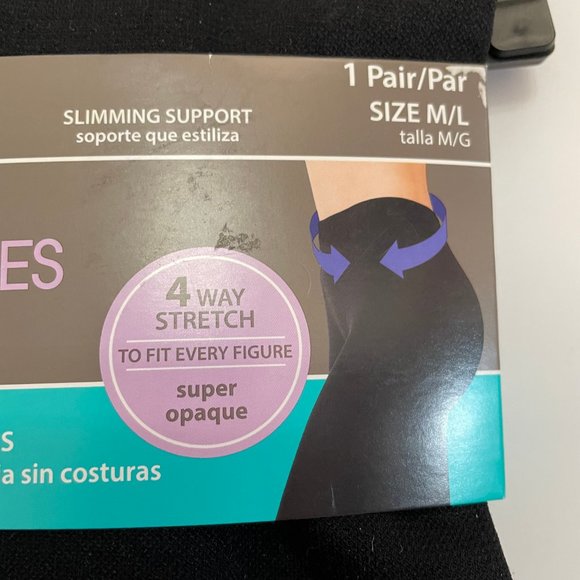 1 Pair/Par
SIZE M/L
talla M/G
SLIMMING SUPPORT
soporte que estiliza
ES
4 WAY
STRETCH
TO FIT EVERY FIGURE
super
opaque
S
a sin costuras